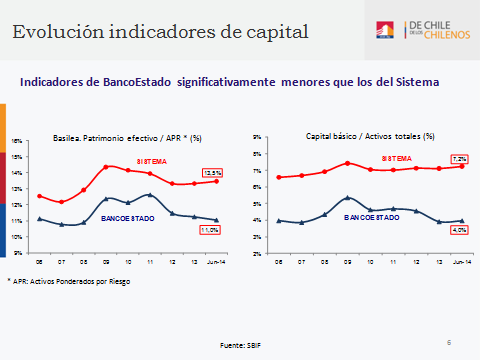 Evolución indicadores de capital
DE CHILE
DE LOS
CHILENOS
Indicadores de BancoEstado significativamente menores que los del Sistema
Basilea. Patrimonio efectivo / APR * (%)
16%
15%
14%
13%
12%
11%
10%
9%
SISTEMA
13,5%
BANCOESTADO
11,0%
06 07 08 09 10 11 12 13 Jun-14
Capital básico / Activos totales (%)
9%
8%
7%
6%
5%
4%
3%
2%
SISTEMA
7,2%
BANCOESTADO
4,0%
06 07 08 09 10 11 12 13 Jun-14
* APR: Activos Ponderados por Riesgo
Fuente: SBIF
6